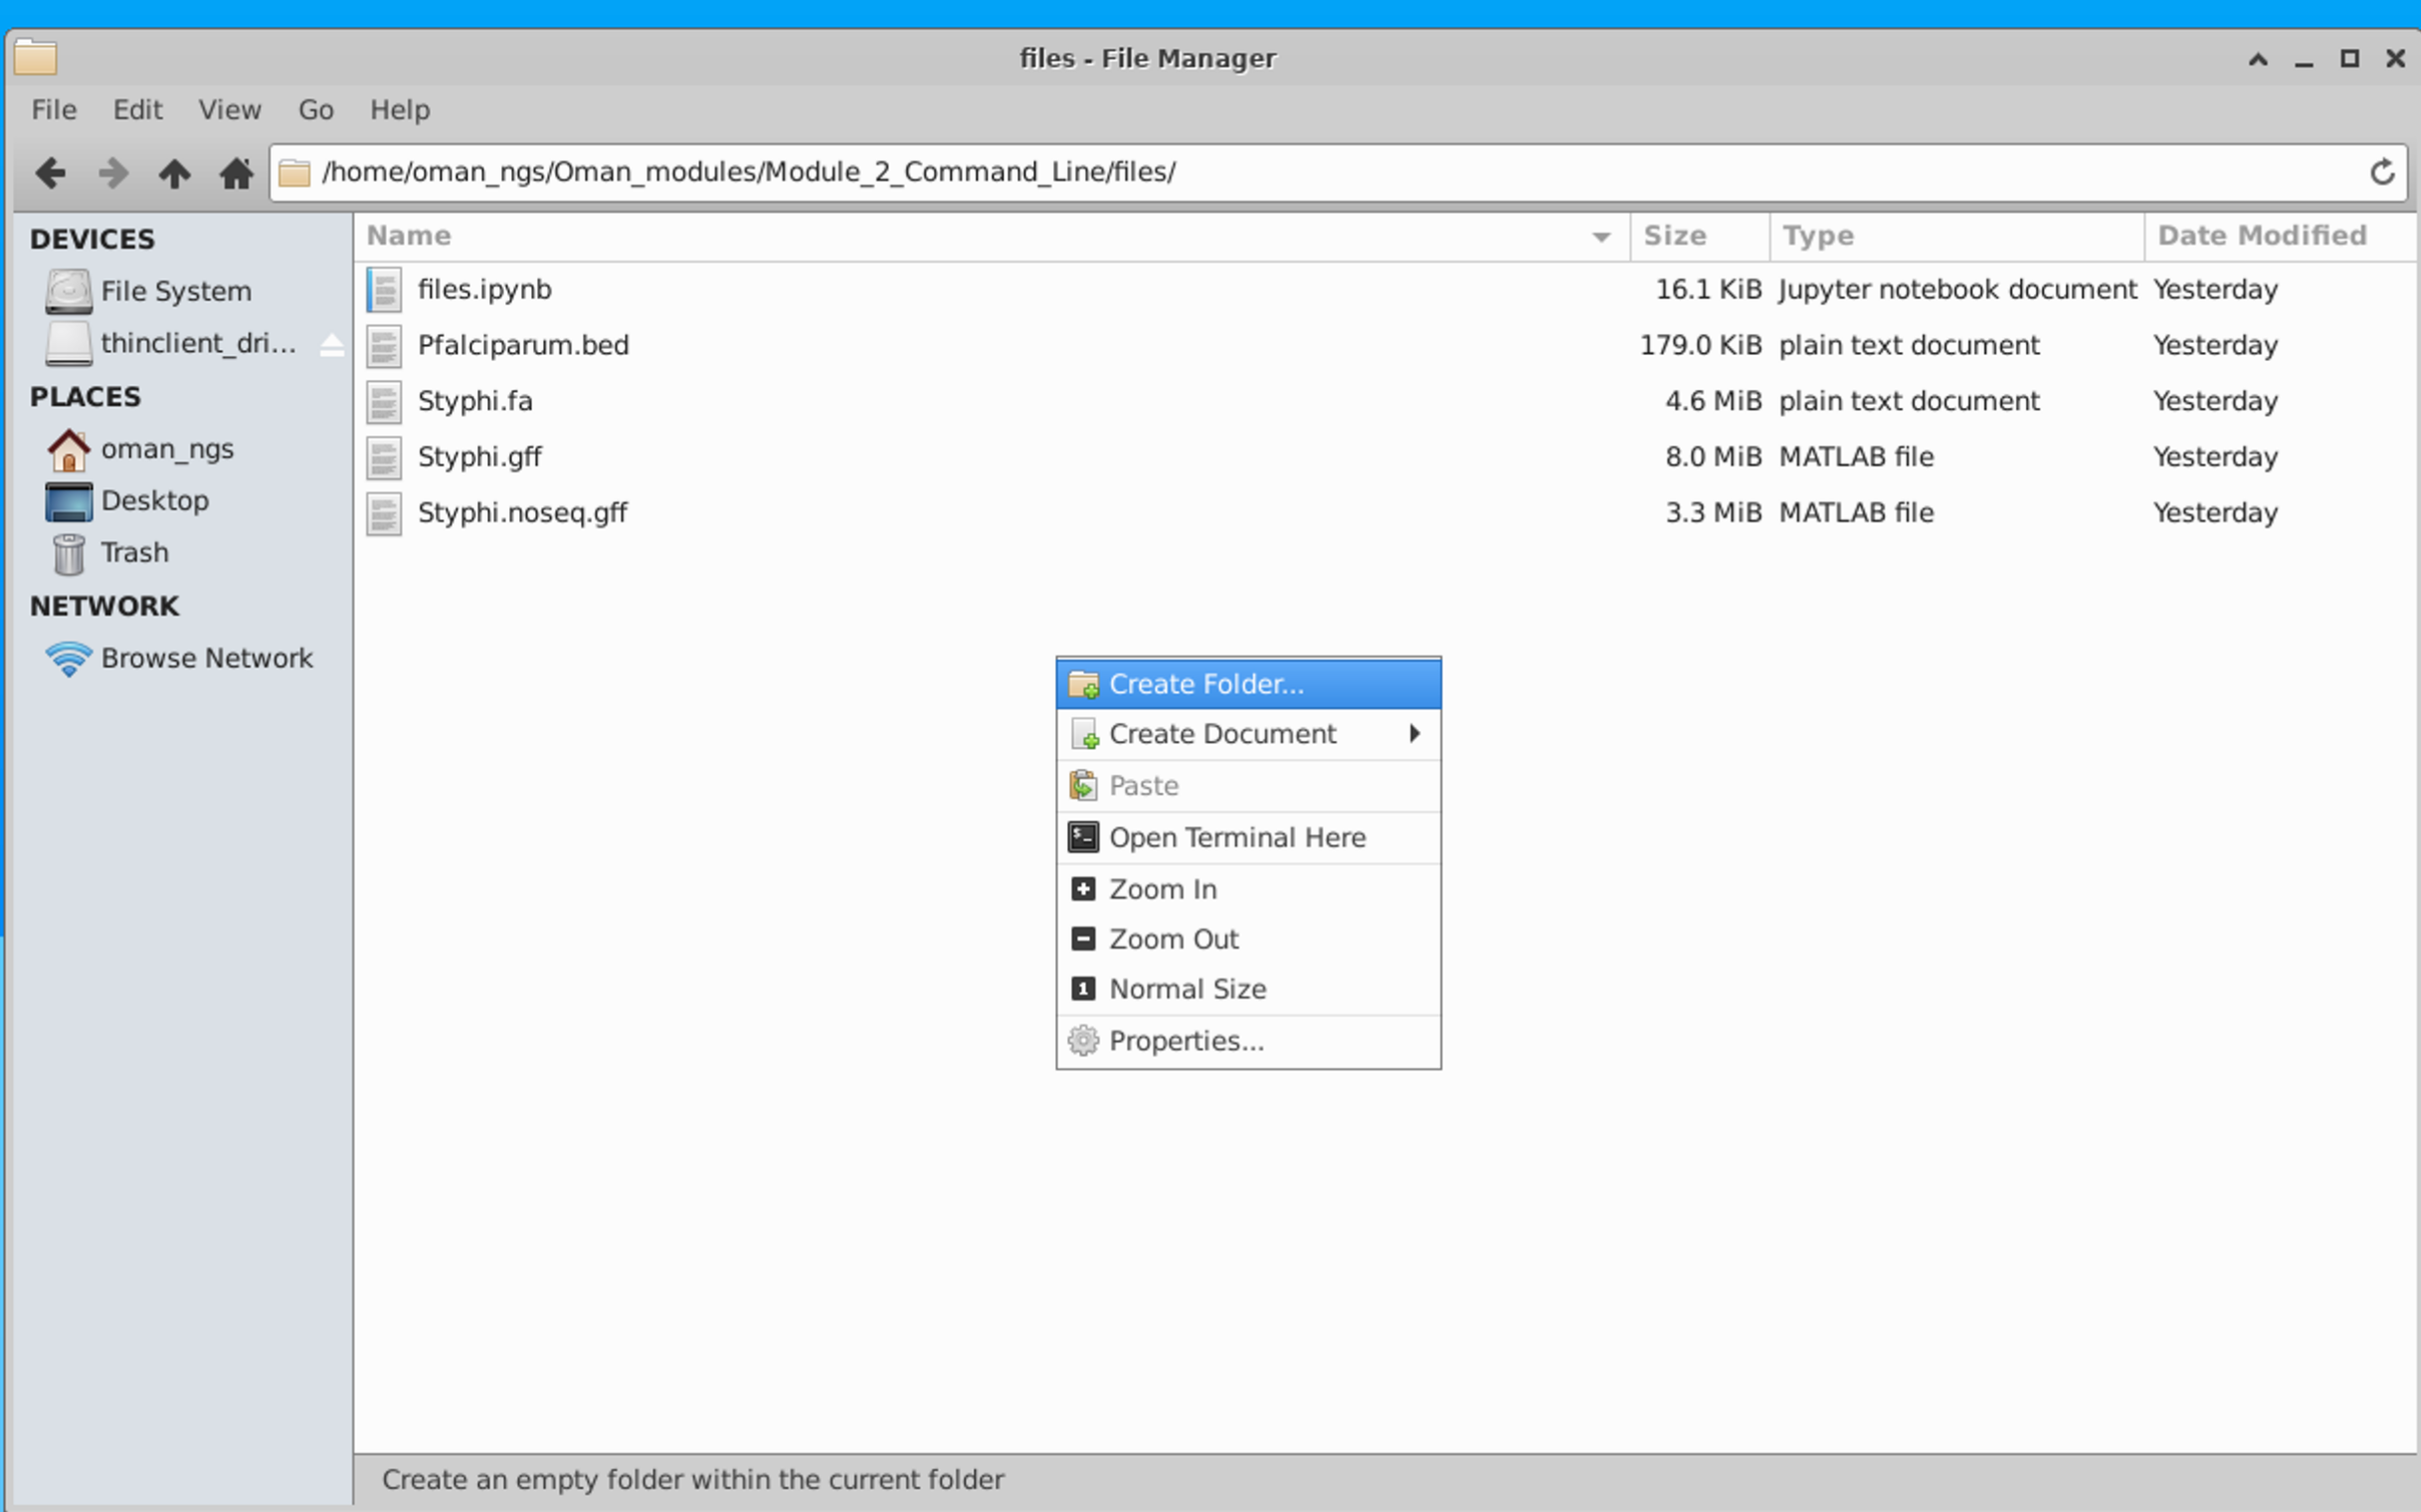 files - File Manager
File Edit View Go Help
/home/oman_ngs/Oman_modules/Module_2_Command_Line/files/
DEVICES
File System
thinclient_dri...
PLACES
oman_ngs
Desktop
Trash
NETWORK
Browse Network
Name Size Type Date Modified
files.ipynb 16.1 KiB Jupyter notebook document Yesterday
Pfalciparum.bed 179.0 KiB plain text document Yesterday
Styphi.fa 4.6 MiB plain text document Yesterday
Styphi.gff 8.0 MiB MATLAB file Yesterday
Styphi.noseq.gff 3.3 MiB MATLAB file Yesterday
Create Folder...
Create Document
Paste
Open Terminal Here
Zoom In
Zoom Out
1 Normal Size
Properties...
Create an empty folder within the current folder